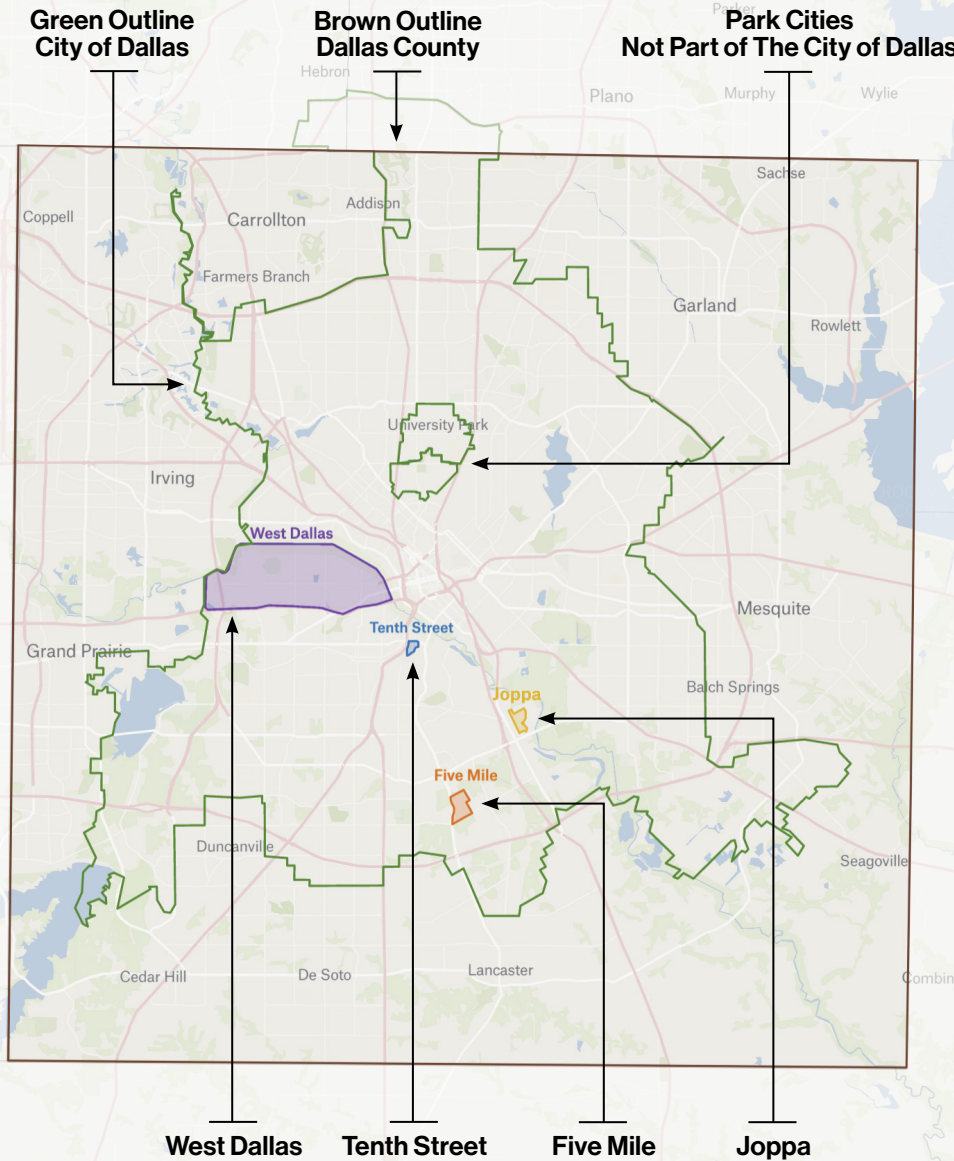 Parker
Green Outline
City of Dallas
Brown Outline
Dallas County
Park Cities
Not Part of The City of Dallas
Hebron
Plano
Murphy
Wylie
Sachse
Coppell
Addison
Carrollton
Farmers Branch
Garland
Rowlett
University Park
Irving
West Dallas
Mesquite
Tenth Street
Grand Prairie
Balch Springs
Joppa
Five Mile
Duncanville
Seagoville
Cedar Hill
De Soto
Lancaster
Combin
West Dallas
Tenth Street
Five Mile
Joppa